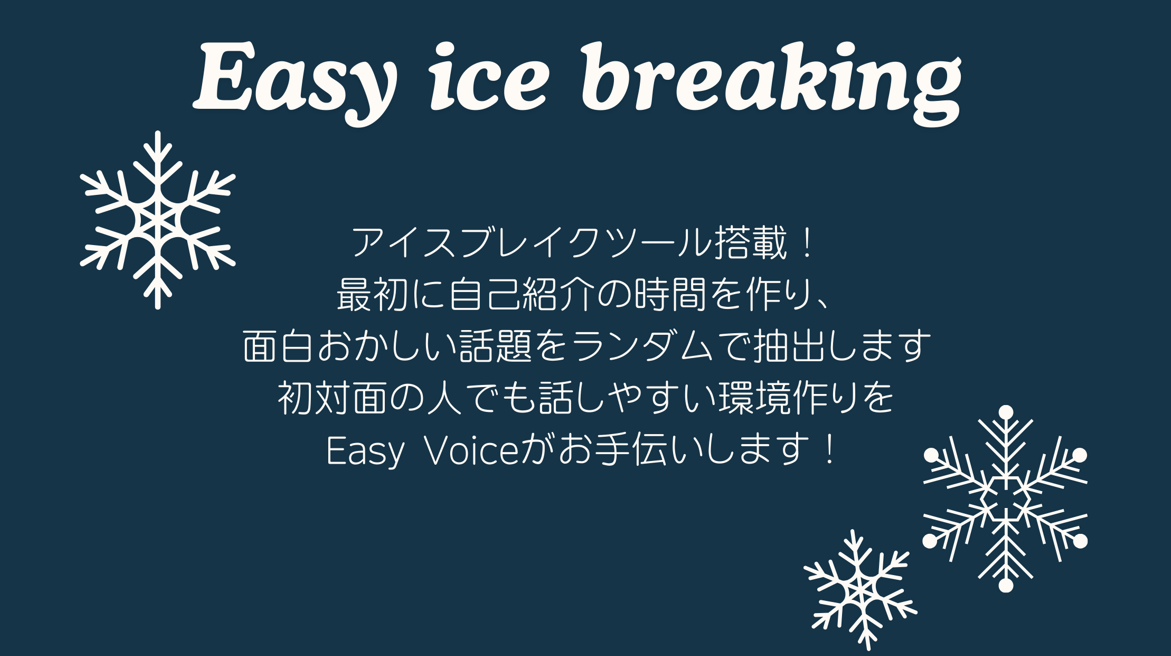 Easy ice breaking
アイスブレイクツール搭載！
最初に自己紹介の時間を作り、
面白おかしい話題をランダムで抽出します
初対面の人でも話しやすい環境作りを
Easy Voiceがお手伝いします！